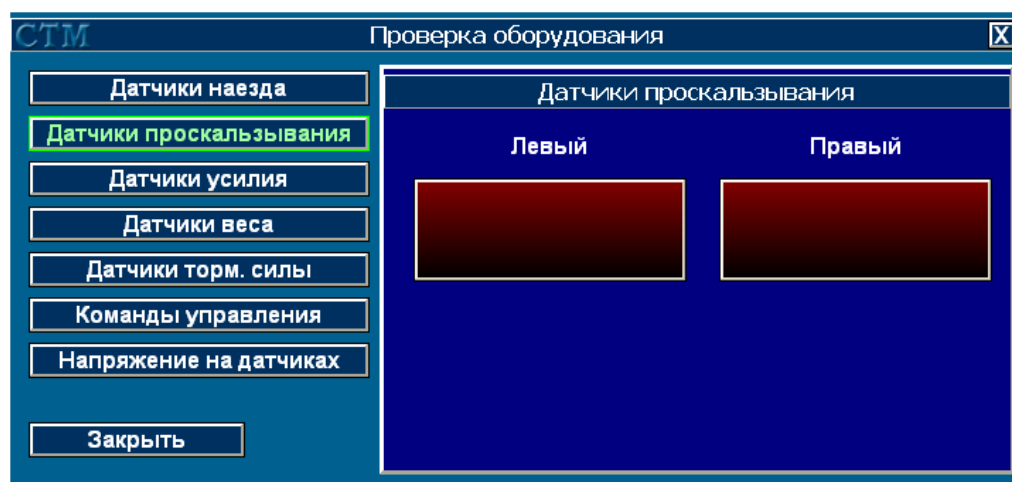 СТМ
Проверка оборудования
X
Датчики наезда
Датчики проскальзывания
Датчики усилия
Датчики веса
Датчики торм. силы
Команды управления
Напряжение на датчиках
Закрыть
Датчики проскальзывания
Левый
Правый